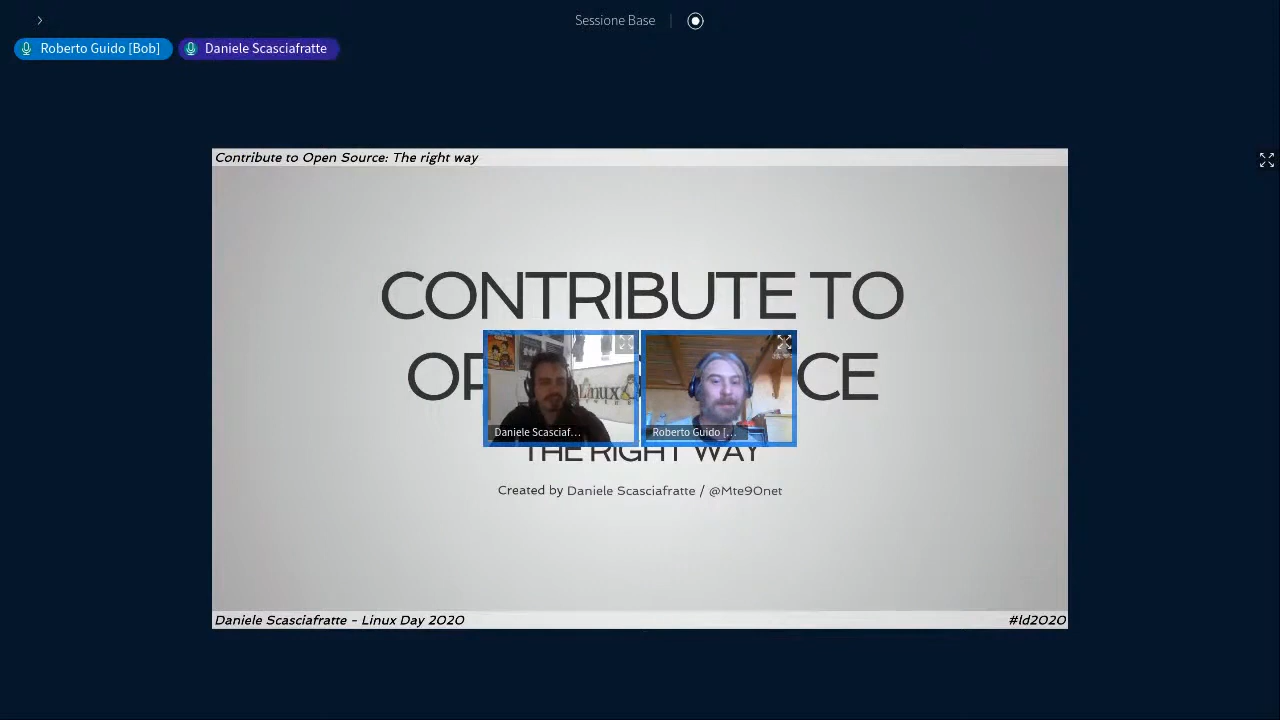 Sessione Base
Roberto Guido [Bob]
Daniele Scasciafratte
Contribute to Open Source: The right way
CONTRIBUTE TO
OP CE
Linux
Daniele Scasciaf...
Roberto Guido [...
THE RIGHT WAY
Created by Daniele Scasciafratte / @Mte90net
Daniele Scasciafratte - Linux Day 2020
#ld2020